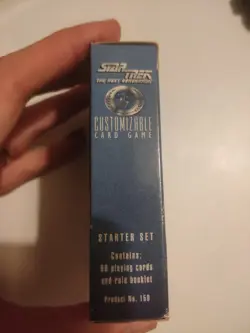 STAR
TREK
THE NEXT GENERATION
CUSTOMIZABLE
CARD GAME
STARTER SET
Contains:
60 playing cards
and rule booklet
Product No. 150